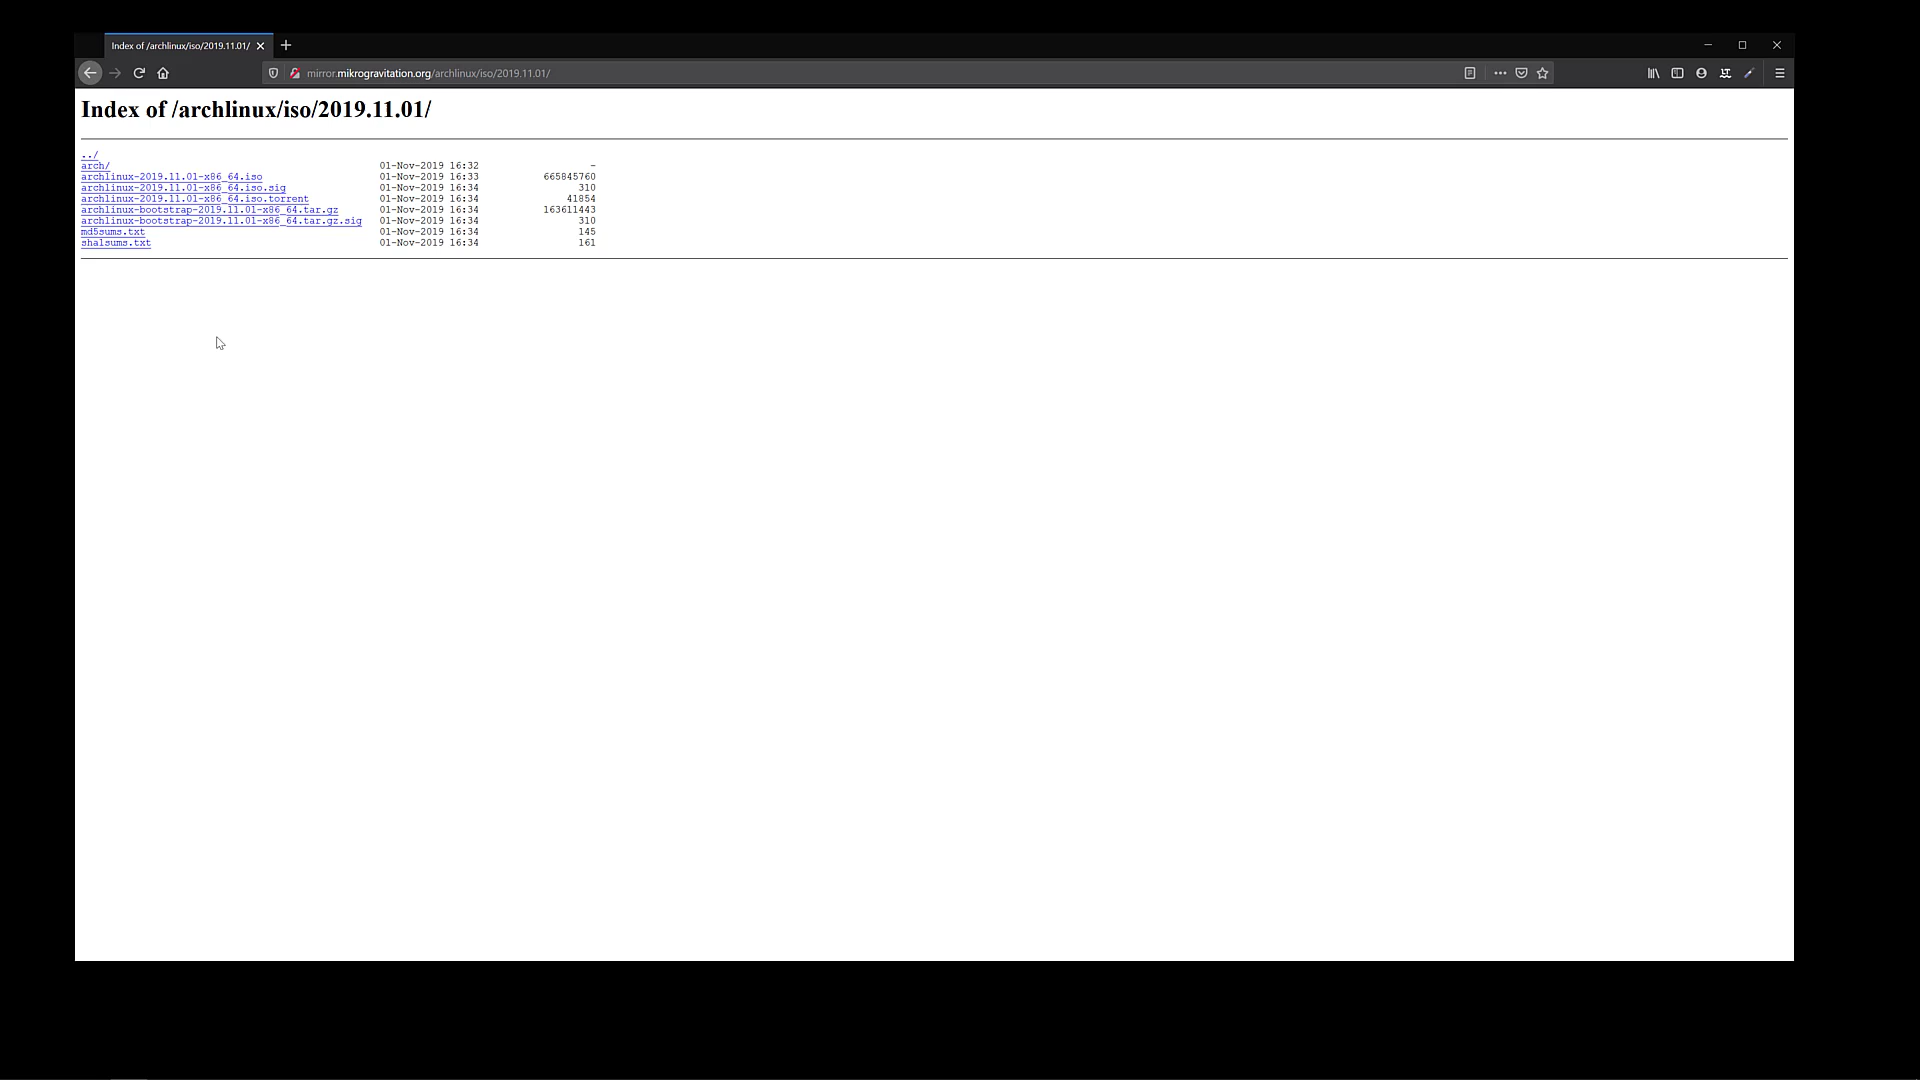 Index of /archlinux/iso/2019.11.01/
mirror.mikrogravitation.org/archlinux/iso/2019.11.01/
Index of /archlinux/iso/2019.11.01/
../
arch/ 01-Nov-2019 16:32 -
archlinux-2019.11.01-x86_64.iso 01-Nov-2019 16:33 665845760
archlinux-2019.11.01-x86_64.iso.sig 01-Nov-2019 16:34 310
archlinux-2019.11.01-x86_64.iso.torrent 01-Nov-2019 16:34 41854
archlinux-bootstrap-2019.11.01-x86_64.tar.gz 01-Nov-2019 16:34 163611443
archlinux-bootstrap-2019.11.01-x86_64.tar.gz.sig 01-Nov-2019 16:34 310
md5sums.txt 01-Nov-2019 16:34 145
sha1sums.txt 01-Nov-2019 16:34 161